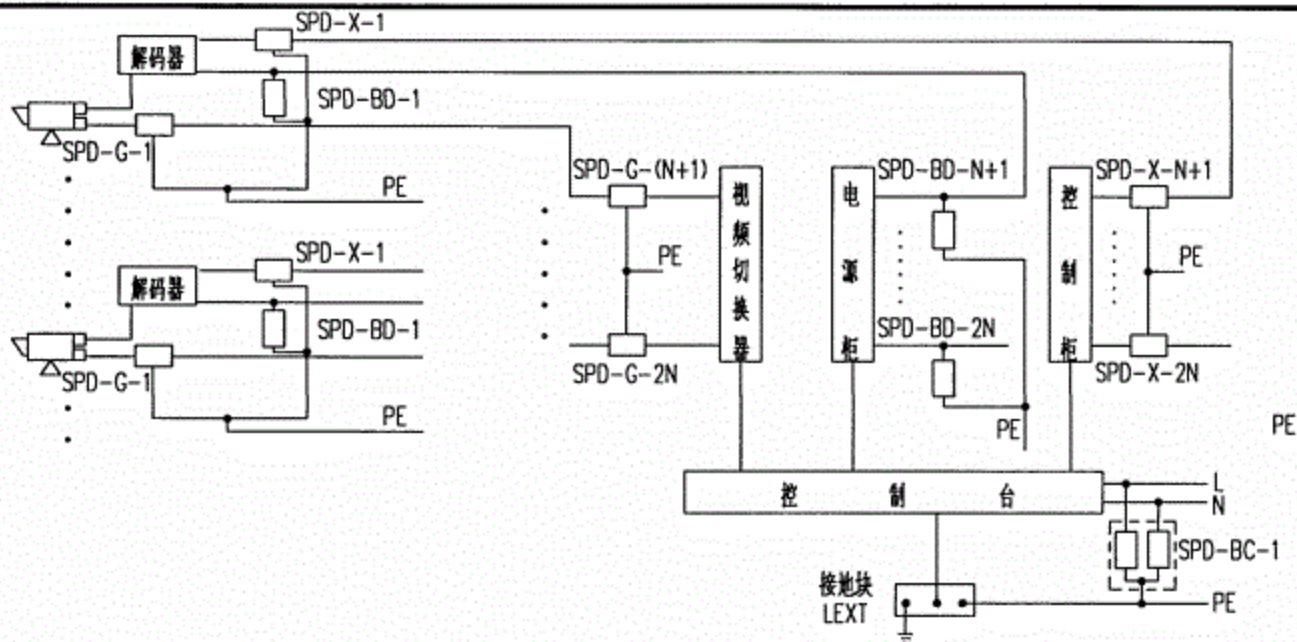 SPD-X-1
解码器
SPD-BD-1
SPD-G-1
PE
SPD-G-(N+1)
视频切换器
SPD-BD-N+1
电源柜
SPD-X-N+1
控制柜
PE
PE
SPD-X-1
解码器
SPD-BD-1
SPD-G-1
SPD-G-2N
SPD-BD-2N
SPD-X-2N
PE
PE
PE
控制台
L
N
SPD-BC-1
接地块
LEXT
PE